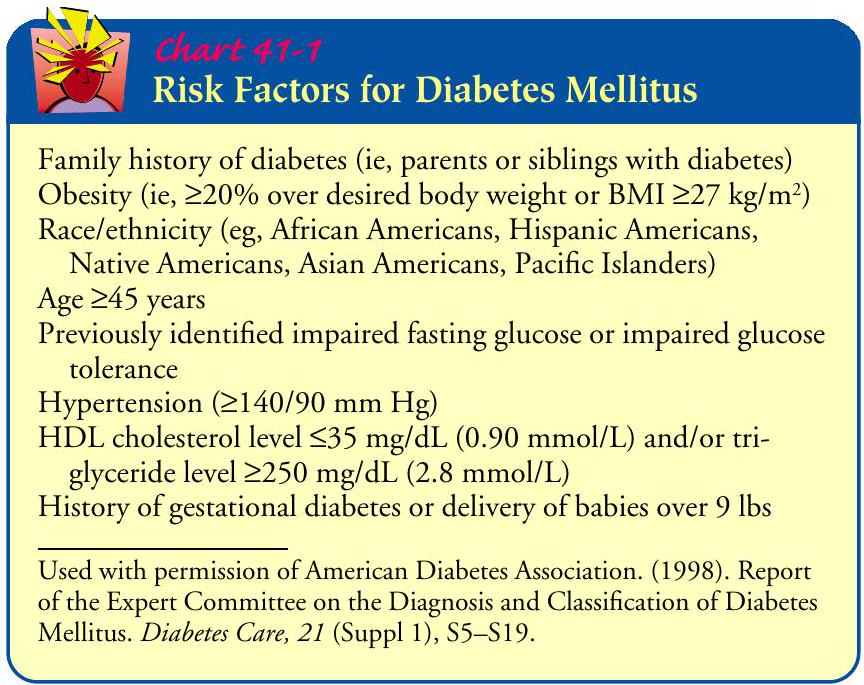 Chart 41-1
Risk Factors for Diabetes Mellitus
Family history of diabetes (ie, parents or siblings with diabetes)
Obesity (ie, ≥20% over desired body weight or BMI ≥27 kg/m²)
Race/ethnicity (eg, African Americans, Hispanic Americans,
Native Americans, Asian Americans, Pacific Islanders)
Age ≥45 years
Previously identified impaired fasting glucose or impaired glucose
tolerance
Hypertension (≥140/90 mm Hg)
HDL cholesterol level ≤35 mg/dL (0.90 mmol/L) and/or tri-
glyceride level ≥250 mg/dL (2.8 mmol/L)
History of gestational diabetes or delivery of babies over 9 lbs
Used with permission of American Diabetes Association. (1998). Report
of the Expert Committee on the Diagnosis and Classification of Diabetes
Mellitus. Diabetes Care, 21 (Suppl 1), S5–S19.